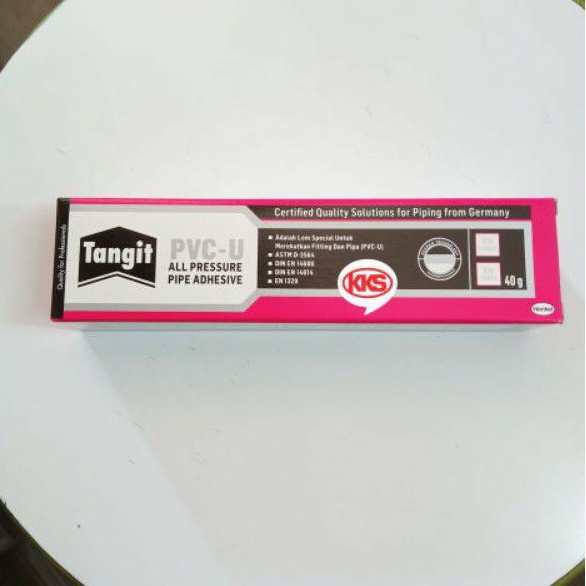 Quality for Professionals
Tangit
PVC-U
ALL PRESSURE
PIPE ADHESIVE
Certified Quality Solutions for Piping from Germany
Adalah Lem Special Untuk
Merekatkan Fitting Dan Pipa (PVC-U)
ASTM D-2564
DIN EN 14680
DIN EN 14814
EN 1329
KKS
40 g
Henkel